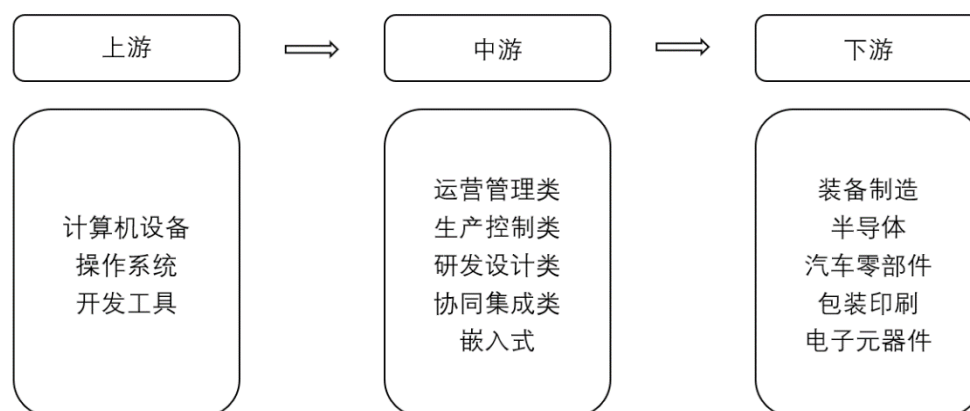 上游
中游
下游
计算机设备
操作系统
开发工具
运营管理类
生产控制类
研发设计类
协同集成类
嵌入式
装备制造
半导体
汽车零部件
包装印刷
电子元器件